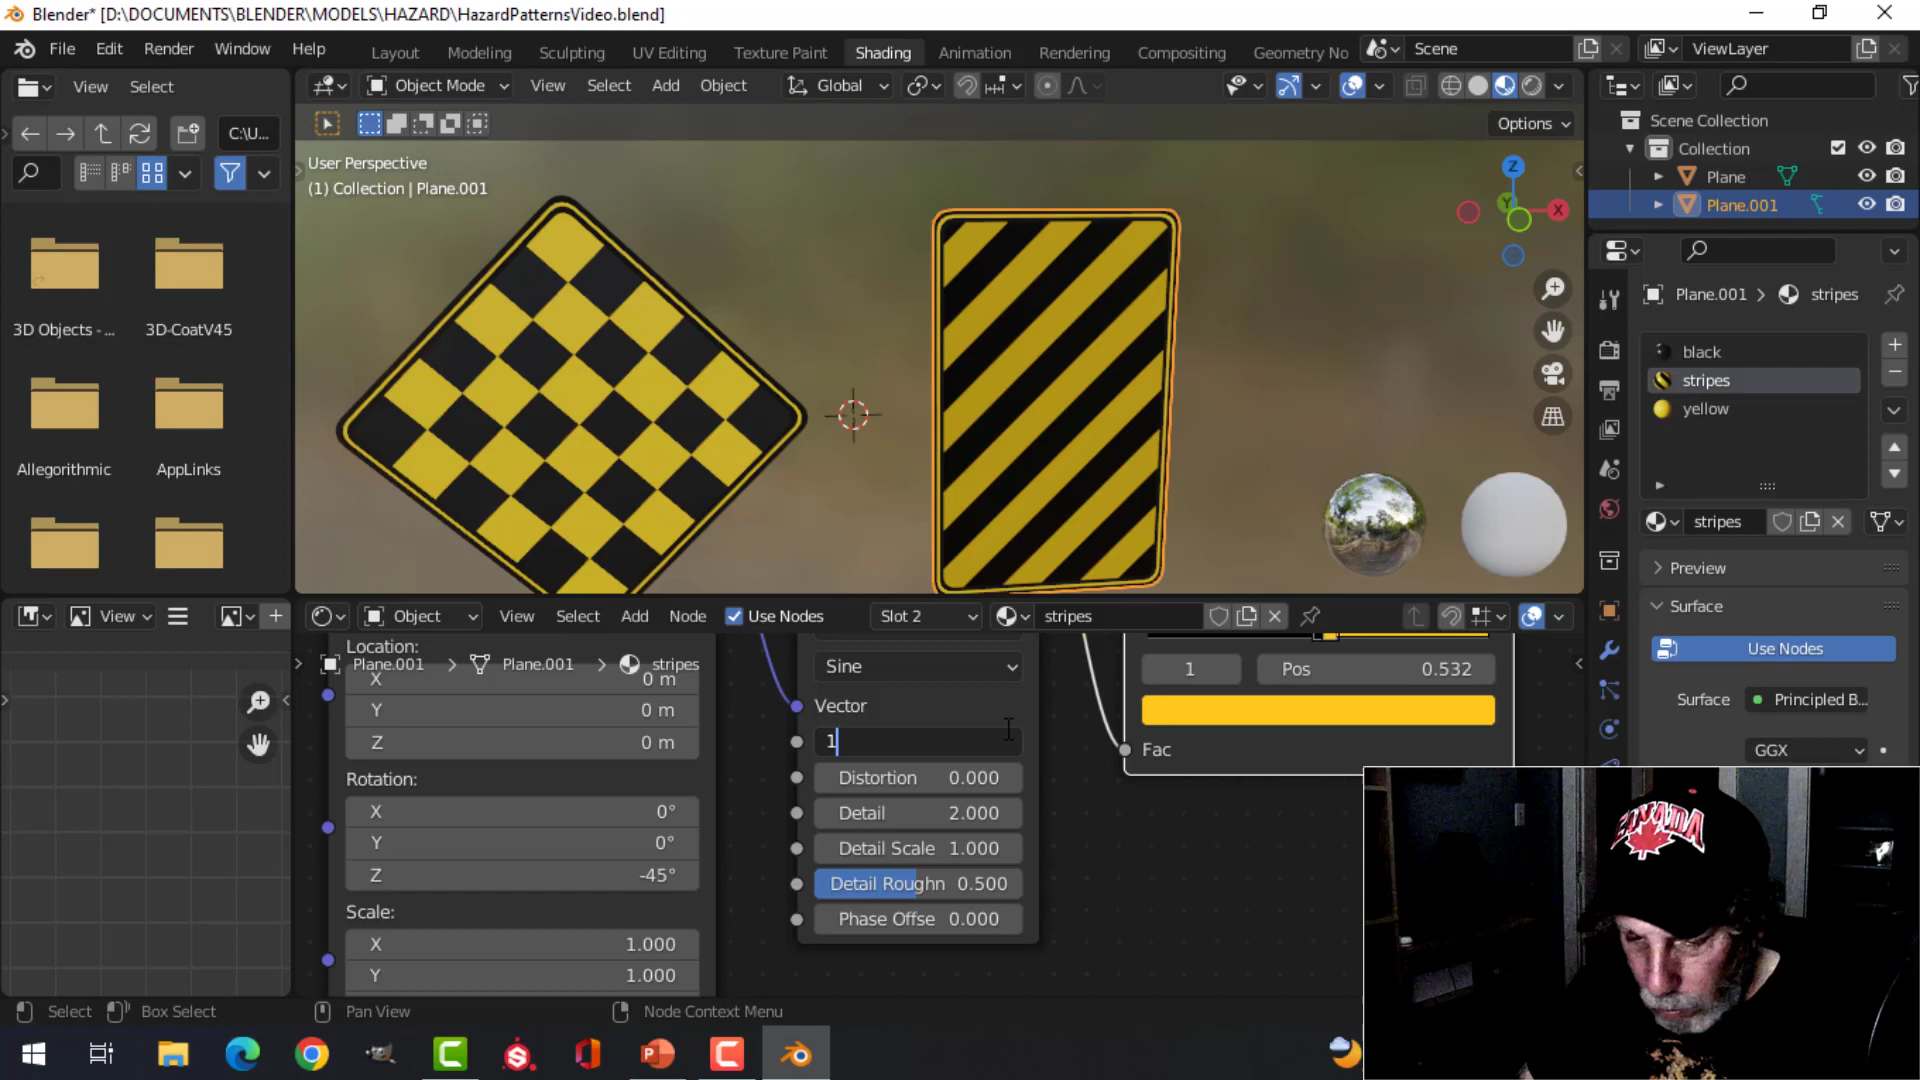 Blender* [D:\DOCUMENTS\BLENDER\MODELS\HAZARD\HazardPatternsVideo.blend]
File Edit Render Window Help
Layout Modeling Sculpting UV Editing Texture Paint Shading Animation Rendering Compositing Geometry No
Scene
ViewLayer
View Select
Object Mode View Select Add Object Global
C:\U...
Options
User Perspective
(1) Collection | Plane.001
Z
Y
X
Scene Collection
Collection
Plane
Plane.001
3D Objects - ...
3D-CoatV45
Allegorithmic
AppLinks
Plane.001 > stripes
black
stripes
yellow
stripes
Preview
Surface
Use Nodes
Surface
Principled B...
GGX
View
Object View Select Add Node Use Nodes Slot 2 stripes
Location:
Plane.001 > Plane.001 > stripes
X 0 m
Y 0 m
Z 0 m
Rotation:
X 0°
Y 0°
Z -45°
Scale:
X 1.000
Y 1.000
Sine
Vector
1
Distortion 0.000
Detail 2.000
Detail Scale 1.000
Detail Roughn 0.500
Phase Offse 0.000
1
Pos 0.532
Fac
CANADA
Select Box Select Pan View Node Context Menu